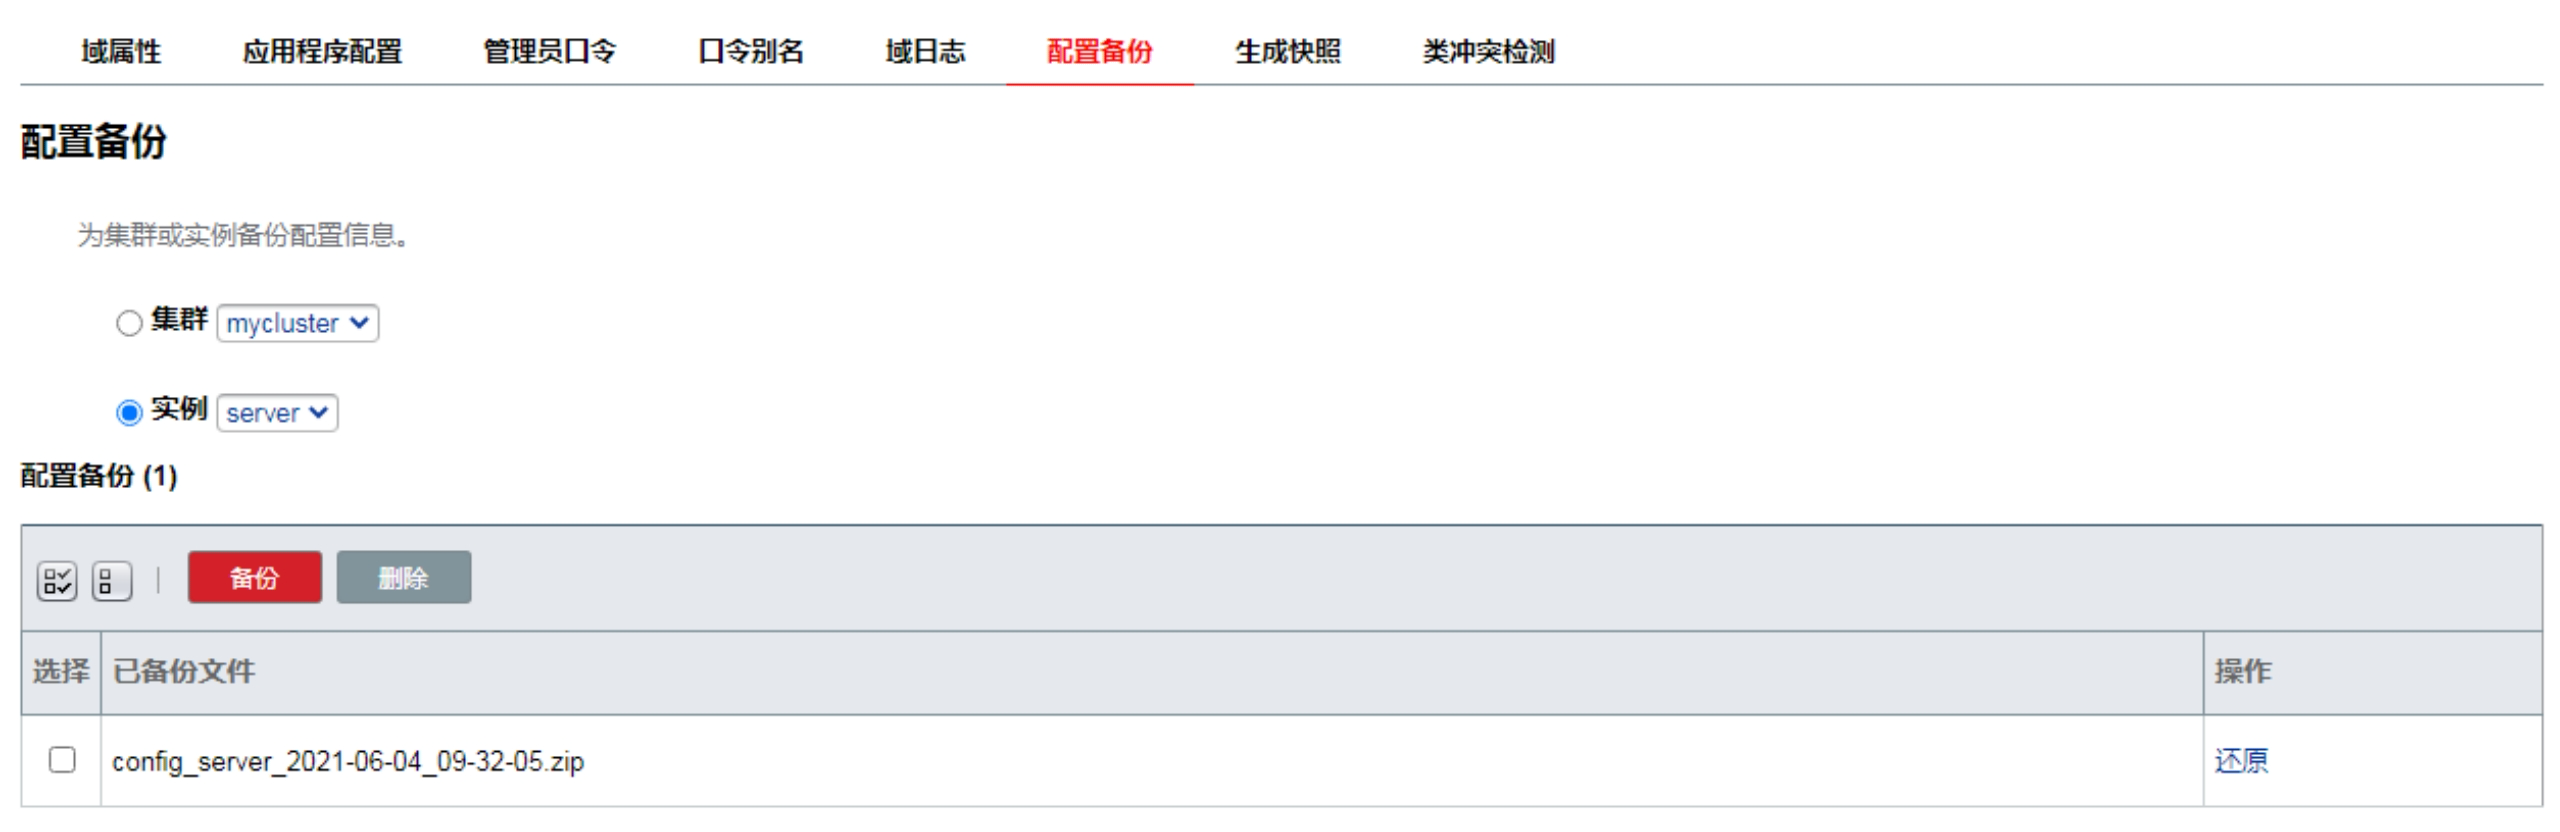 域属性 应用程序配置 管理员口令 口令别名 域日志 配置备份 生成快照 类冲突检测
配置备份
为集群或实例备份配置信息。
集群 mycluster
实例 server
配置备份 (1)
备份 删除
选择 已备份文件 操作
config_server_2021-06-04_09-32-05.zip 还原